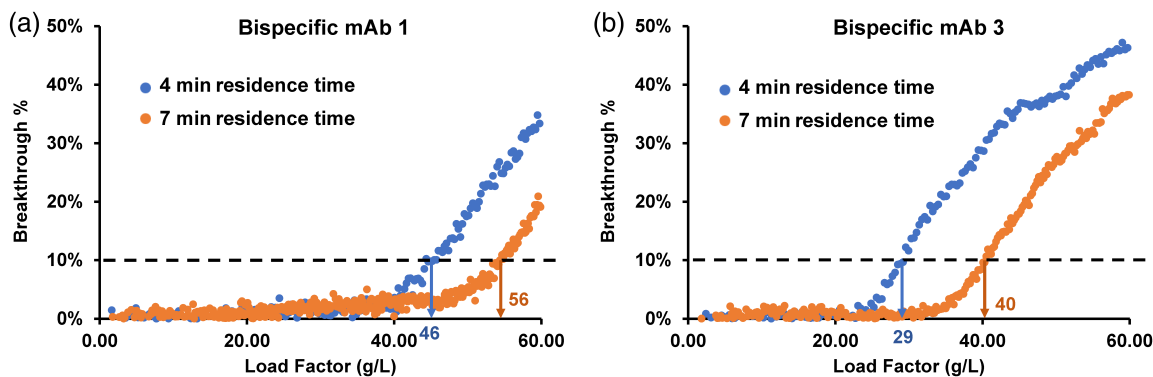 (a)
Bispecific mAb 1
Breakthrough %
50%
40%
30%
20%
10%
0%
4 min residence time
7 min residence time
56
46
0.00 20.00 40.00 60.00
Load Factor (g/L)
(b)
Bispecific mAb 3
Breakthrough %
50%
40%
30%
20%
10%
0%
4 min residence time
7 min residence time
40
29
0.00 20.00 40.00 60.00
Load Factor (g/L)